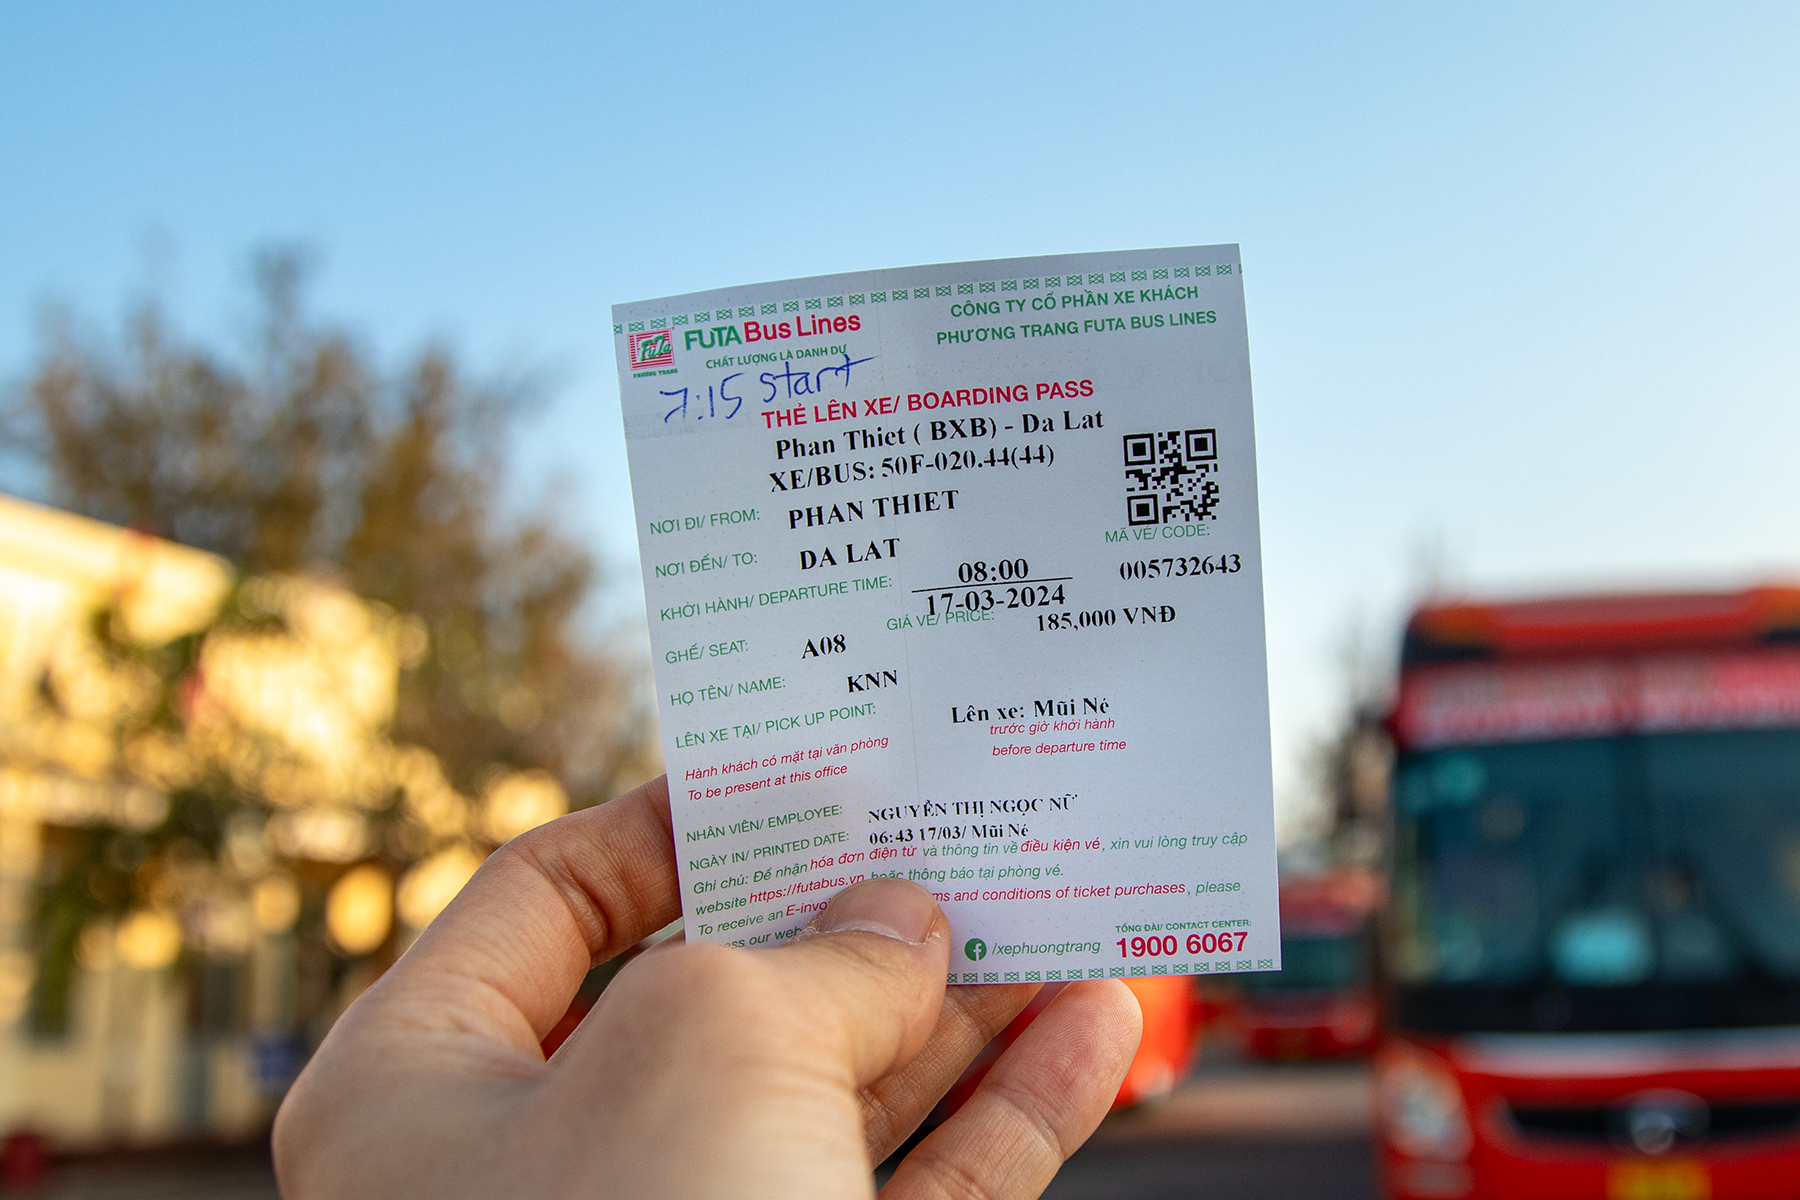 FUTA Bus Lines
CÔNG TY CỔ PHẦN XE KHÁCH
PHƯƠNG TRANG FUTA BUS LINES
FUTA
PHƯƠNG TRANG
CHẤT LƯỢNG LÀ DANH DỰ
7:15 start
THẺ LÊN XE/ BOARDING PASS
Phan Thiet ( BXB) - Da Lat
XE/BUS: 50F-020.44(44)
NƠI ĐI/ FROM: PHAN THIET
NƠI ĐẾN/ TO: DA LAT
MÃ VÉ/ CODE:
005732643
KHỞI HÀNH/ DEPARTURE TIME: 08:00
17-03-2024
GIÁ VÉ/ PRICE: 185,000 VNĐ
GHẾ/ SEAT: A08
HỌ TÊN/ NAME: KNN
LÊN XE TẠI/ PICK UP POINT: Lên xe: Mũi Né
Hành khách có mặt tại văn phòng trước giờ khởi hành
To be present at this office before departure time
NHÂN VIÊN/ EMPLOYEE: NGUYỄN THỊ NGỌC NỮ
NGÀY IN/ PRINTED DATE: 06:43 17/03/ Mũi Né
Ghi chú: Để nhận hóa đơn điện tử và thông tin về điều kiện vé, xin vui lòng truy cập
website https://futabus.vn hoặc thông báo tại phòng vé.
To receive an and conditions of ticket purchases, please
our
/xephuongtrang
TỔNG ĐÀI/ CONTACT CENTER:
1900 6067